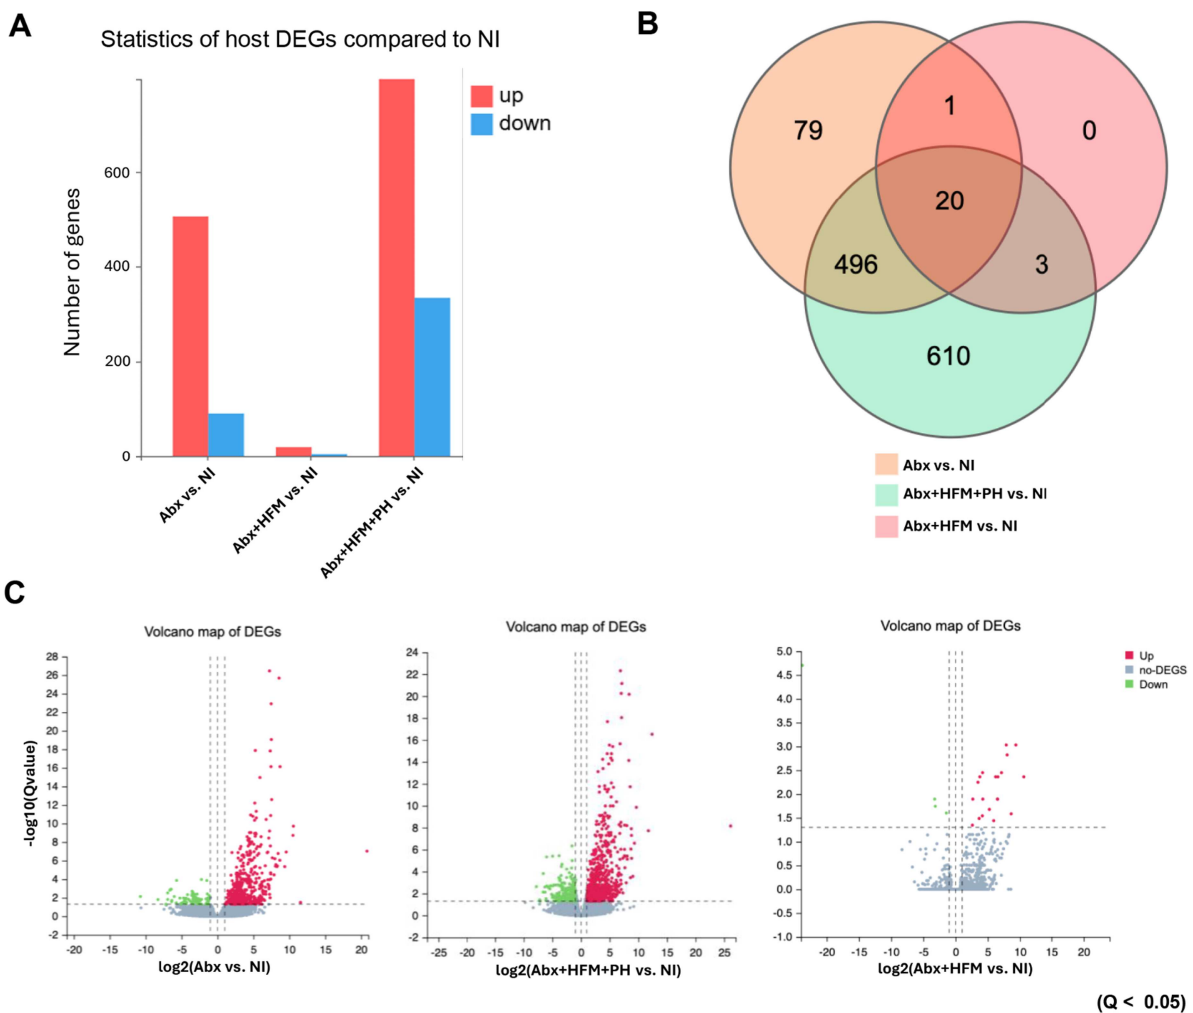 A
Statistics of host DEGs compared to NI
up
down
Number of genes
600
400
200
0
Abx vs. NI
Abx+HFM vs. NI
Abx+HFM+PH vs. NI
B
79
1
0
20
496
3
610
Abx vs. NI
Abx+HFM+PH vs. NI
Abx+HFM vs. NI
C
Volcano map of DEGs
-log10(Qvalue)
28
26
24
22
20
18
16
14
12
10
8
6
4
2
0
-2
-20 -15 -10 -5 0 5 10 15 20
log2(Abx vs. NI)
Volcano map of DEGs
24
22
20
18
16
14
12
10
8
6
4
2
0
-2
-25 -20 -15 -10 -5 0 5 10 15 20 25
log2(Abx+HFM+PH vs. NI)
Volcano map of DEGs
5.0
4.5
4.0
3.5
3.0
2.5
2.0
1.5
1.0
0.5
0.0
-0.5
-1.0
-20 -15 -10 -5 0 5 10 15 20
log2(Abx+HFM vs. NI)
Up
no-DEGS
Down
(Q < 0.05)